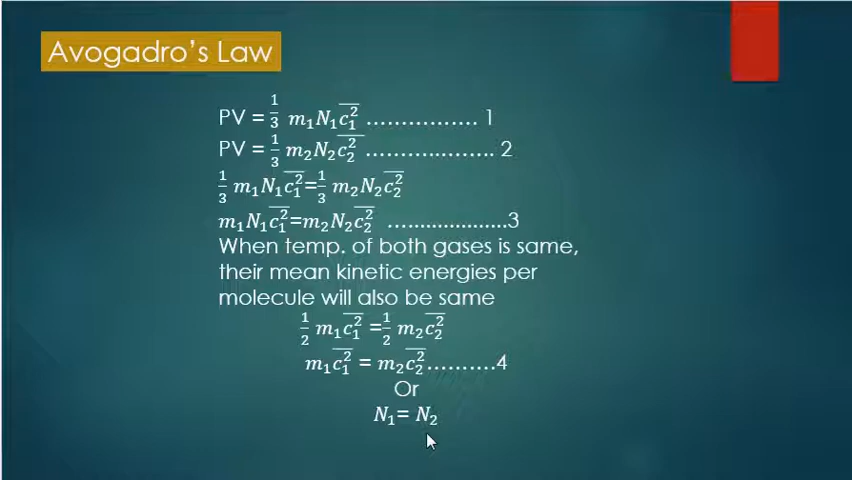 Avogadro's Law
PV = 1/3 m₁N₁c̅₁² ................ 1
PV = 1/3 m₂N₂c̅₂² .................. 2
1/3 m₁N₁c̅₁²=1/3 m₂N₂c̅₂²
m₁N₁c̅₁²=m₂N₂c̅₂² ......................3
When temp. of both gases is same,
their mean kinetic energies per
molecule will also be same
1/2 m₁c̅₁² =1/2 m₂c̅₂²
m₁c̅₁² = m₂c̅₂²..........4
Or
N₁= N₂